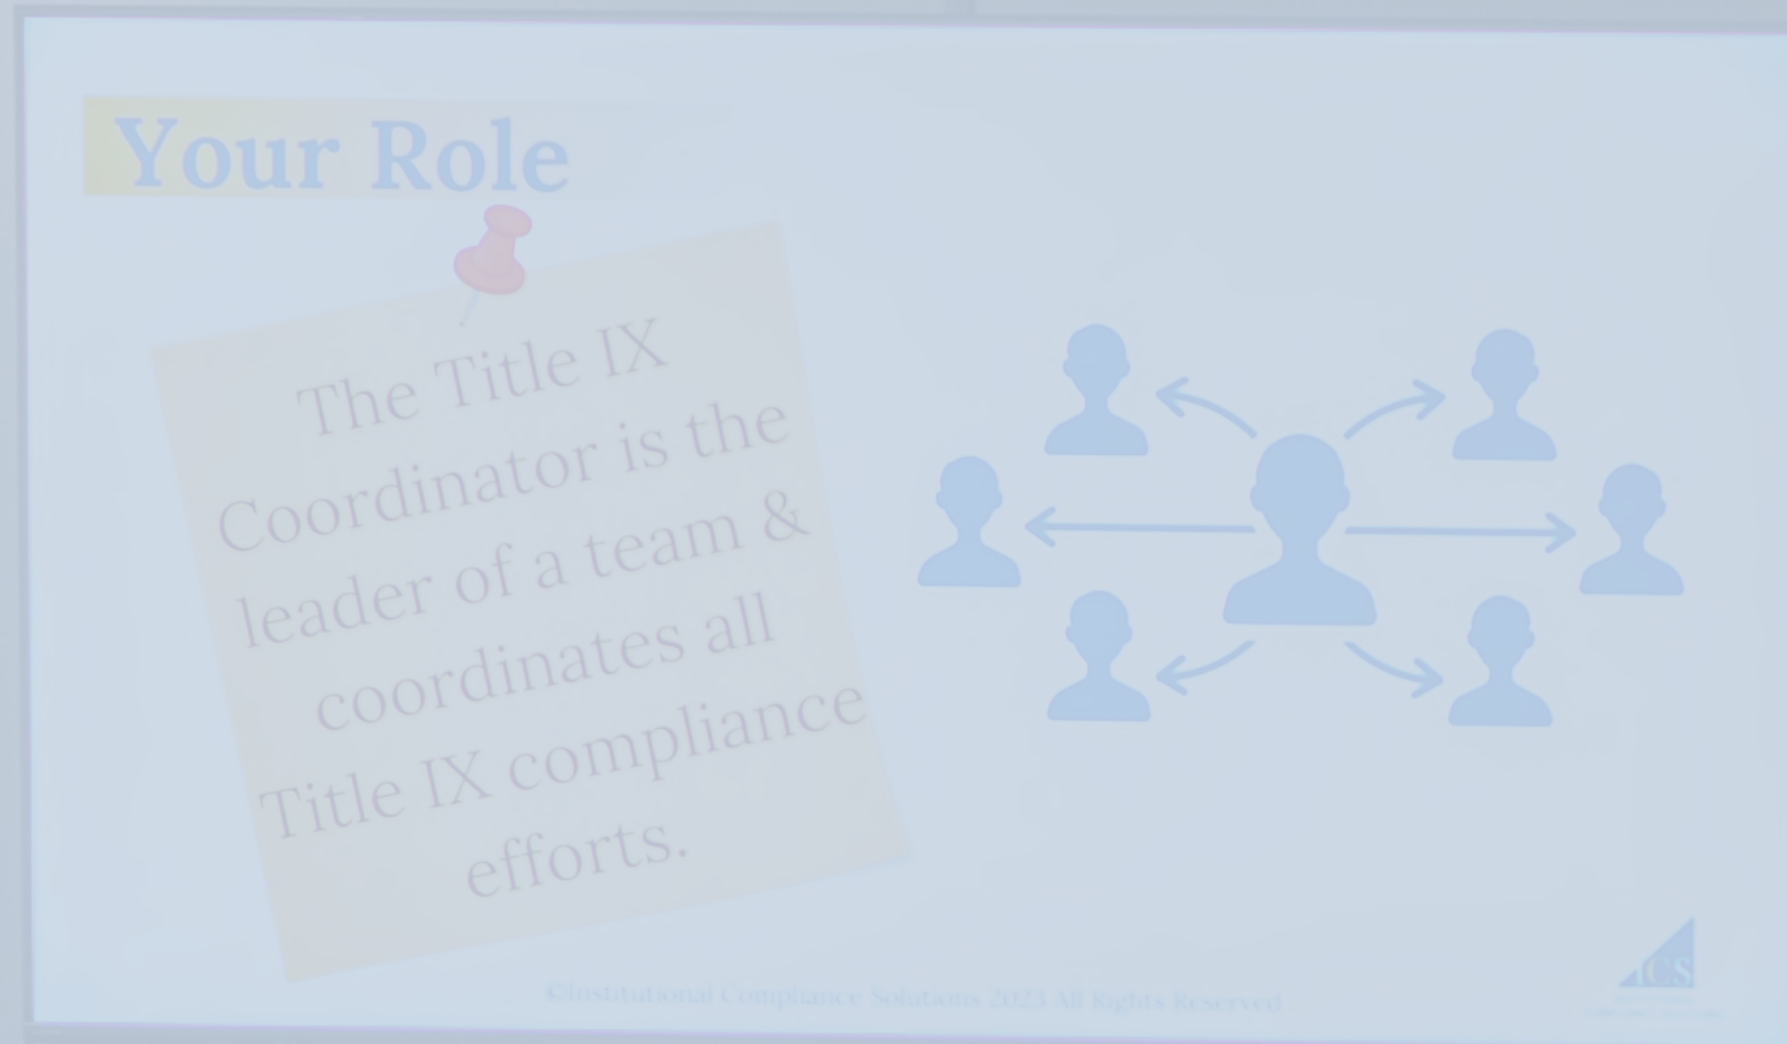 Your Role
The Title IX
Coordinator is the
leader of a team &
coordinates all
Title IX compliance
efforts.
©Institutional Compliance Solutions 2023 All Rights Reserved
ICS